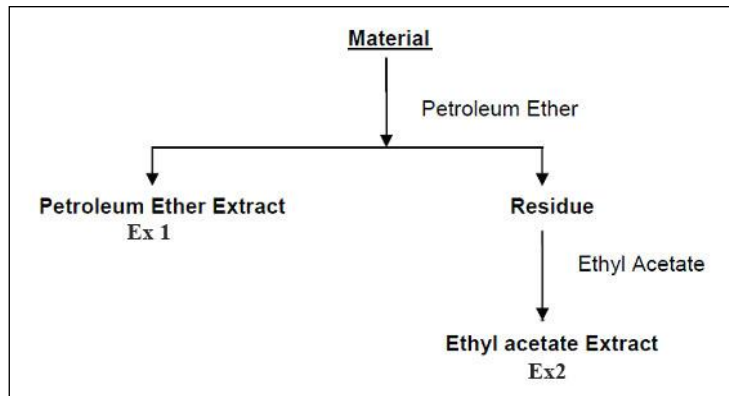 Material
Petroleum Ether
Petroleum Ether Extract
Ex 1
Residue
Ethyl Acetate
Ethyl acetate Extract
Ex2